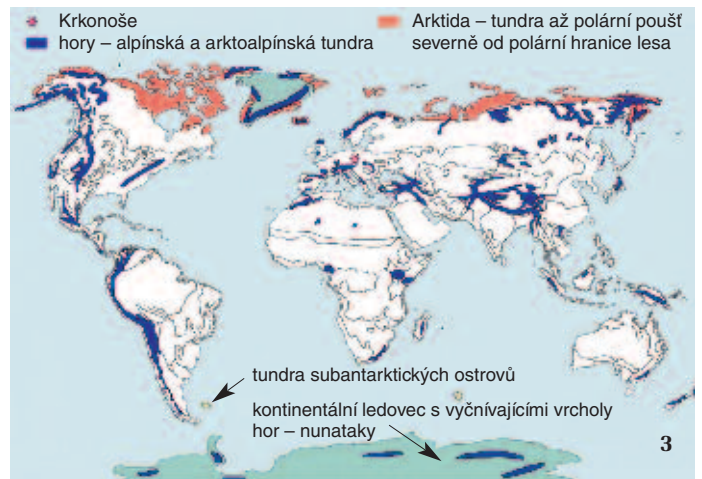 Krkonoše
hory – alpínská a arktoalpínská tundra
Arktida – tundra až polární poušť
severně od polární hranice lesa
tundra subantarktických ostrovů
kontinentální ledovec s vyčnívajícími vrcholy
hor – nunataky
3